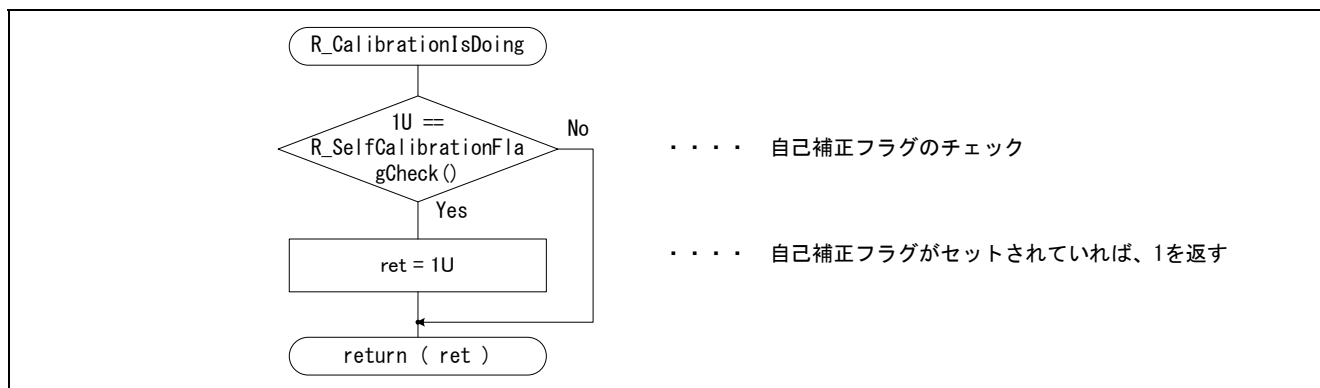 R_CalibrationIsDoing
1U ==
R_SelfCalibrationFla
gCheck()
No
・・・・ 自己補正フラグのチェック
Yes
ret = 1U
・・・・ 自己補正フラグがセットされていれば、1を返す
return ( ret )